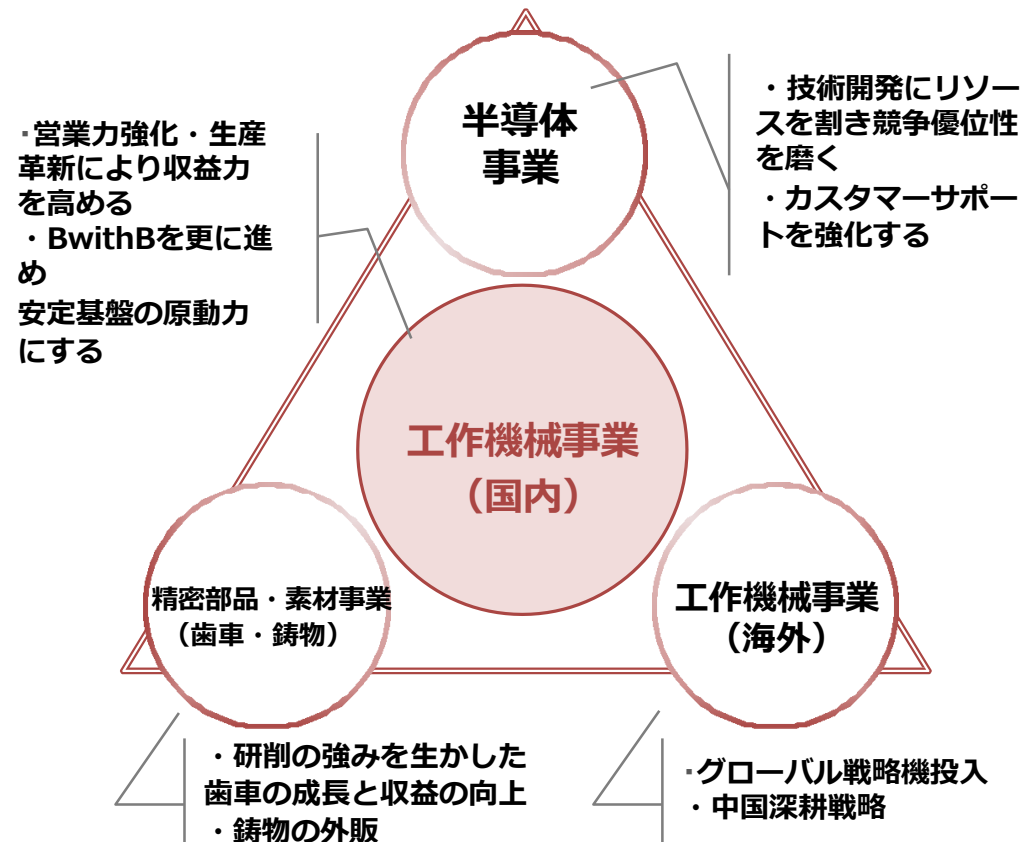 半導体
事業
・技術開発にリソー
スを割き競争優位性
を磨く
・カスタマーサポー
トを強化する
・営業力強化・生産
革新により収益力
を高める
・BwithBを更に進
め
安定基盤の原動力
にする
工作機械事業
（国内）
精密部品・素材事業
（歯車・鋳物）
工作機械事業
（海外）
・研削の強みを生かした
歯車の成長と収益の向上
・鋳物の外販
・グローバル戦略機投入
・中国深耕戦略